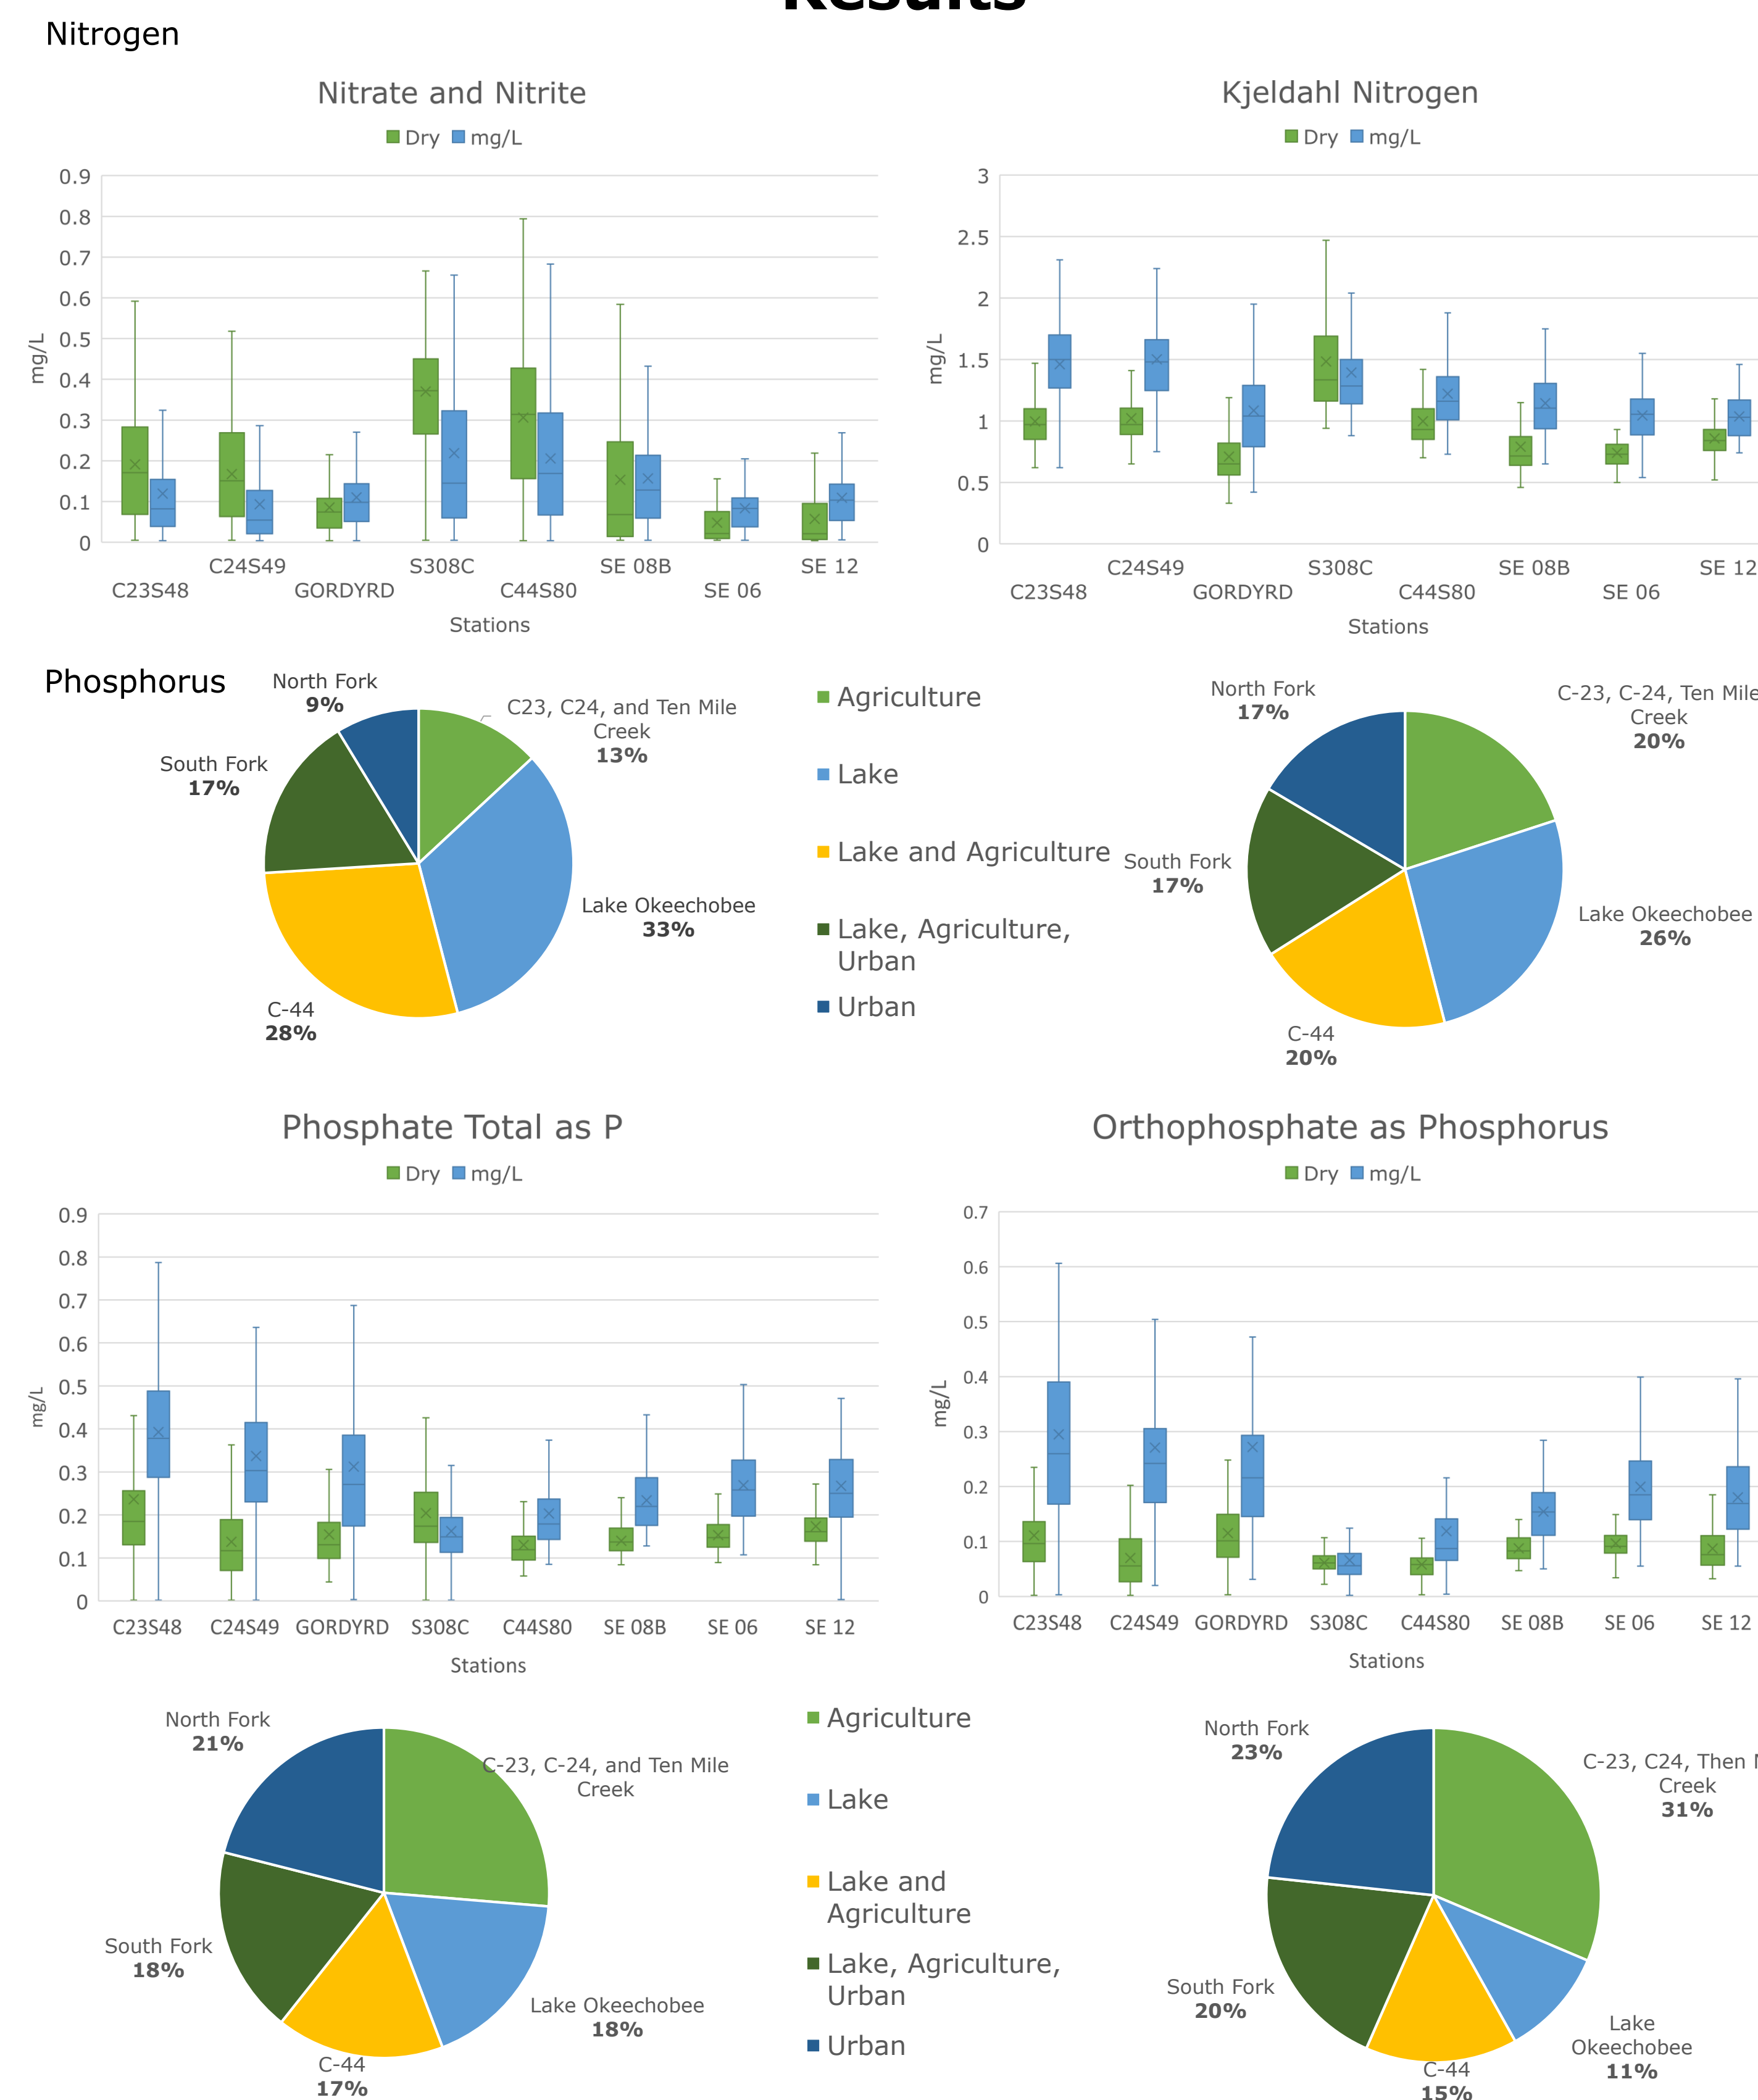 Results
Nitrogen
Nitrate and Nitrite
Dry mg/L
0.9
0.8
0.7
0.6
0.5
0.4
0.3
0.2
0.1
0
mg/L
C23S48 C24S49 GORDYRD S308C C44S80 SE 08B SE 06 SE 12
Stations
Kjeldahl Nitrogen
Dry mg/L
3
2.5
2
1.5
1
0.5
0
mg/L
C23S48 C24S49 GORDYRD S308C C44S80 SE 08B SE 06 SE 12
Stations
Phosphorus
North Fork
9%
C23, C24, and Ten Mile
Creek
13%
South Fork
17%
Lake Okeechobee
33%
C-44
28%
Agriculture
Lake
Lake and Agriculture
Lake, Agriculture,
Urban
Urban
North Fork
17%
C-23, C-24, Ten Mile
Creek
20%
South Fork
17%
Lake Okeechobee
26%
C-44
20%
Phosphate Total as P
Dry mg/L
0.9
0.8
0.7
0.6
0.5
0.4
0.3
0.2
0.1
0
mg/L
C23S48 C24S49 GORDYRD S308C C44S80 SE 08B SE 06 SE 12
Stations
Orthophosphate as Phosphorus
Dry mg/L
0.7
0.6
0.5
0.4
0.3
0.2
0.1
0
mg/L
C23S48 C24S49 GORDYRD S308C C44S80 SE 08B SE 06 SE 12
Stations
North Fork
21%
C-23, C-24, and Ten Mile
Creek
South Fork
18%
Lake Okeechobee
18%
C-44
17%
Agriculture
Lake
Lake and
Agriculture
Lake, Agriculture,
Urban
Urban
North Fork
23%
C-23, C24, Then
Creek
31%
South Fork
20%
Lake
Okeechobee
11%
C-44
15%